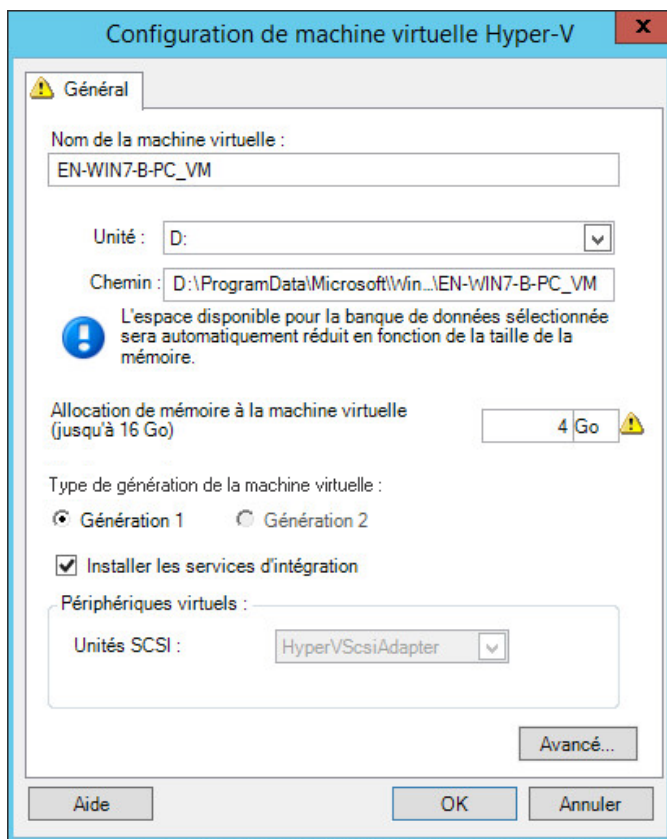 Configuration de machine virtuelle Hyper-V
x
Général
Nom de la machine virtuelle :
EN-WIN7-B-PC_VM
Unité : D:
Chemin : D:\ProgramData\Microsoft\Win...\EN-WIN7-B-PC_VM
L'espace disponible pour la banque de données sélectionnée
sera automatiquement réduit en fonction de la taille de la
mémoire.
Allocation de mémoire à la machine virtuelle
(jusqu'à 16 Go)
4 Go
Type de génération de la machine virtuelle :
Génération 1 Génération 2
Installer les services d'intégration
Périphériques virtuels :
Unités SCSI : HyperVScsiAdapter
Avancé...
Aide OK Annuler